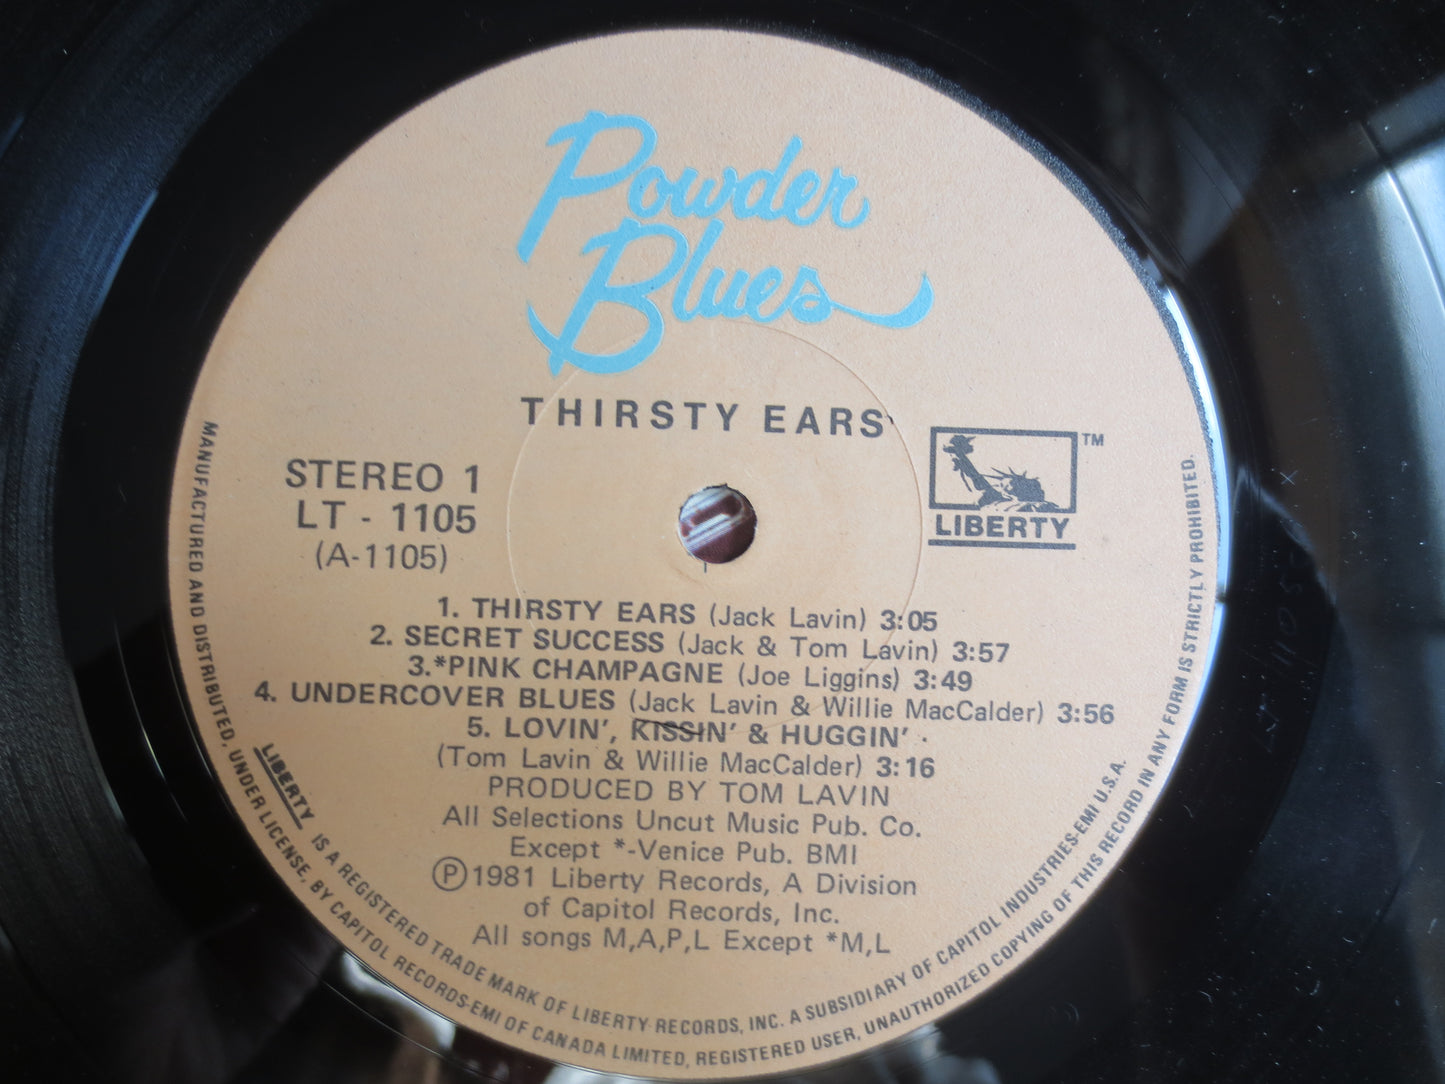 Powder
Blues
THIRSTY EARS
STEREO 1
LT - 1105
(A-1105)
TM
LIBERTY
1. THIRSTY EARS (Jack Lavin) 3:05
2. SECRET SUCCESS (Jack & Tom Lavin) 3:57
3.*PINK CHAMPAGNE (Joe Liggins) 3:49
4. UNDERCOVER BLUES (Jack Lavin & Willie MacCalder) 3:56
5. LOVIN', KISSIN' & HUGGIN'
(Tom Lavin & Willie MacCalder) 3:16
PRODUCED BY TOM LAVIN
All Selections Uncut Music Pub. Co.
Except *-Venice Pub. BMI
Ⓟ1981 Liberty Records, A Division
of Capitol Records, Inc.
All songs M,A,P,L Except *M,L
LIBERTY IS A REGISTERED TRADE MARK OF LIBERTY RECORDS, INC. A SUBSIDIARY OF CAPITOL INDUSTRIES-EMI U.S.A.
MANUFACTURED AND DISTRIBUTED, UNDER LICENSE, BY CAPITOL RECORDS-EMI OF CANADA LIMITED, REGISTERED USER, UNAUTHORIZED COPYING OF THIS RECORD IN ANY FORM IS STRICTLY PROHIBITED.